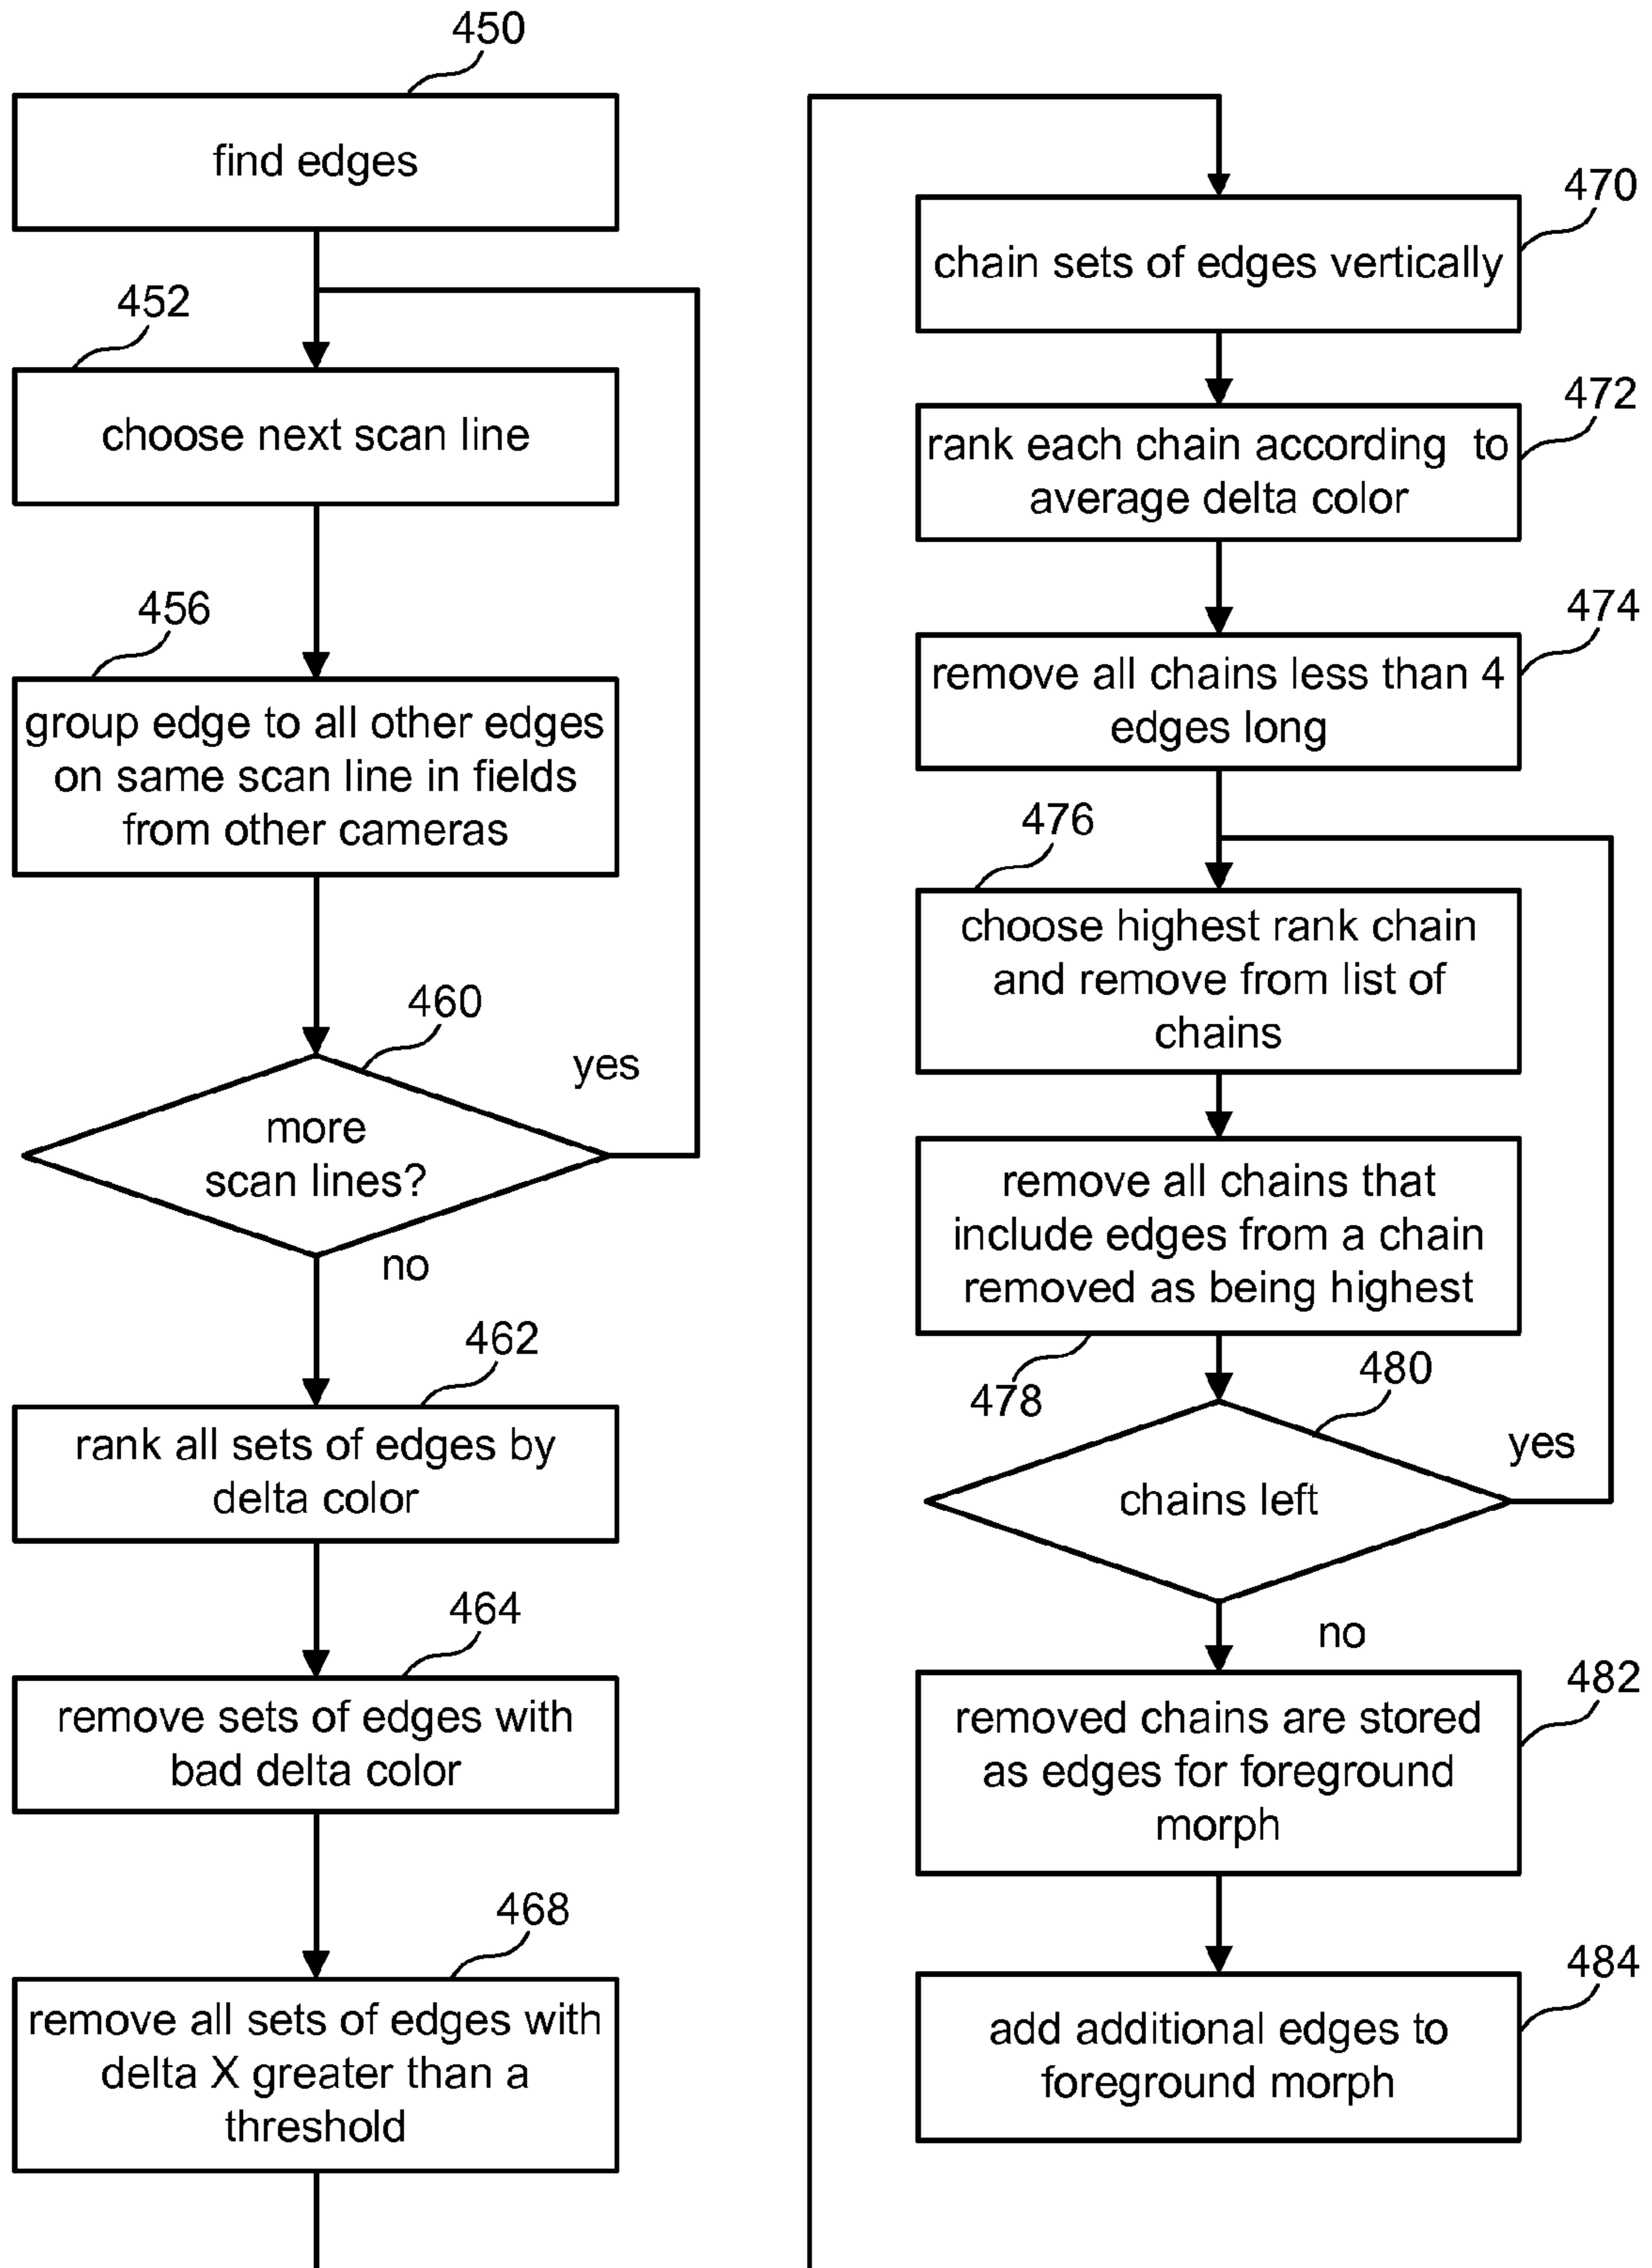 450
find edges
452
choose next scan line
456
group edge to all other edges
on same scan line in fields
from other cameras
460
yes
more
scan lines?
no
462
rank all sets of edges by
delta color
464
remove sets of edges with
bad delta color
468
remove all sets of edges with
delta X greater than a
threshold
470
chain sets of edges vertically
472
rank each chain according to
average delta color
474
remove all chains less than 4
edges long
476
choose highest rank chain
and remove from list of
chains
remove all chains that
include edges from a chain
removed as being highest
478
480
yes
chains left
no
482
removed chains are stored
as edges for foreground
morph
484
add additional edges to
foreground morph